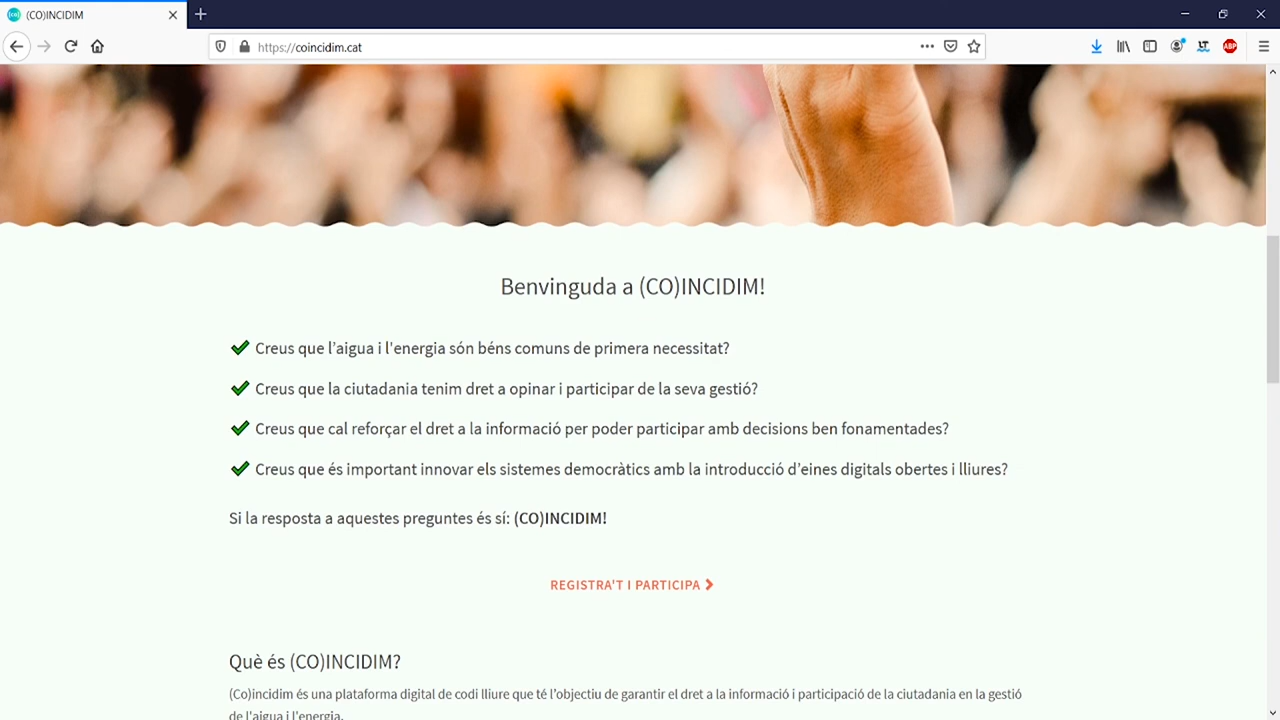 (CO)INCIDIM
https://coincidim.cat
LT
ABP
Benvinguda a (CO)INCIDIM!
Creus que l’aigua i l'energia són béns comuns de primera necessitat?
Creus que la ciutadania tenim dret a opinar i participar de la seva gestió?
Creus que cal reforçar el dret a la informació per poder participar amb decisions ben fonamentades?
Creus que és important innovar els sistemes democràtics amb la introducció d’eines digitals obertes i lliures?
Si la resposta a aquestes preguntes és sí: (CO)INCIDIM!
REGISTRA'T I PARTICIPA
Què és (CO)INCIDIM?
(Co)incidim és una plataforma digital de codi lliure que té l’objectiu de garantir el dret a la informació i participació de la ciutadania en la gestió
de l'aigua i l'energia.